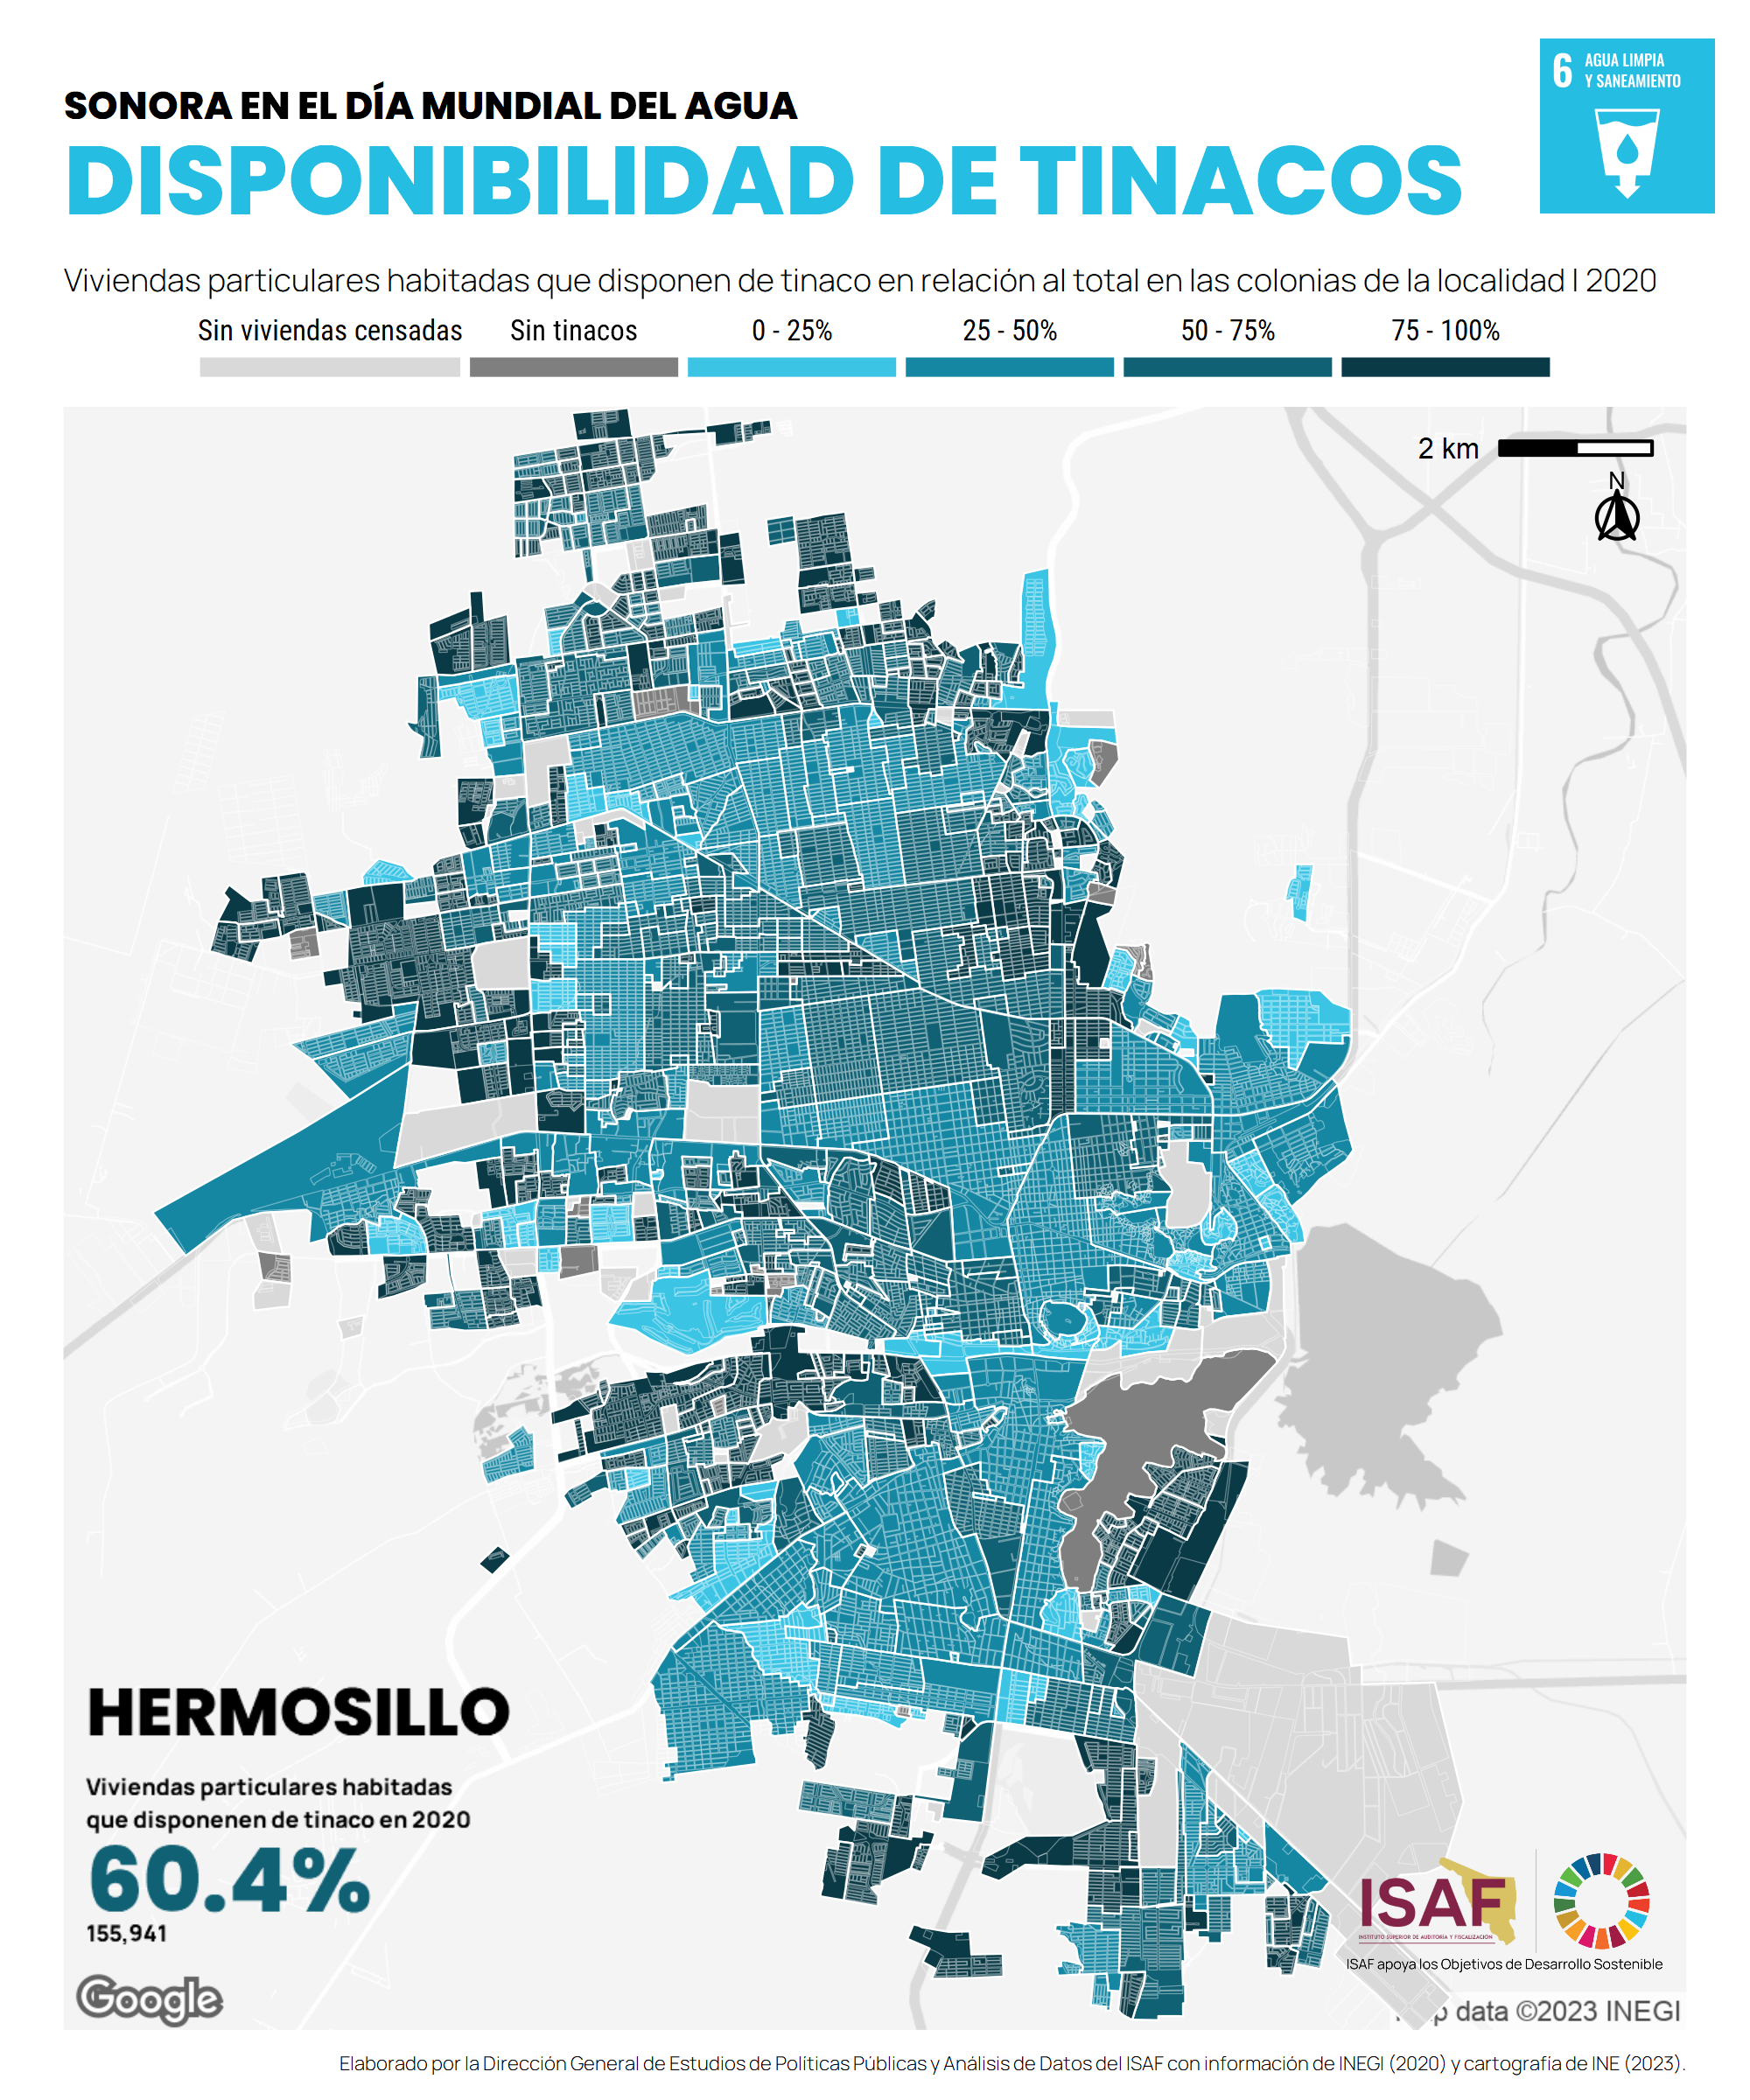 6 AGUA LIMPIA
Y SANEAMIENTO
SONORA EN EL DÍA MUNDIAL DEL AGUA
DISPONIBILIDAD DE TINACOS
Viviendas particulares habitadas que disponen de tinaco en relación al total en las colonias de la localidad | 2020
Sin viviendas censadas Sin tinacos 0 - 25% 25 - 50% 50 - 75% 75 - 100%
2 km
N
HERMOSILLO
Viviendas particulares habitadas
que disponenen de tinaco en 2020
60.4%
155,941
Google
ISAF
INSTITUTO SUPERIOR DE AUDITORÍA Y FISCALIZACIÓN
ISAF apoya los Objetivos de Desarrollo Sostenible
data ©2023 INEGI
Elaborado por la Dirección General de Estudios de Políticas Públicas y Análisis de Datos del ISAF con información de INEGI (2020) y cartografía de INE (2023).